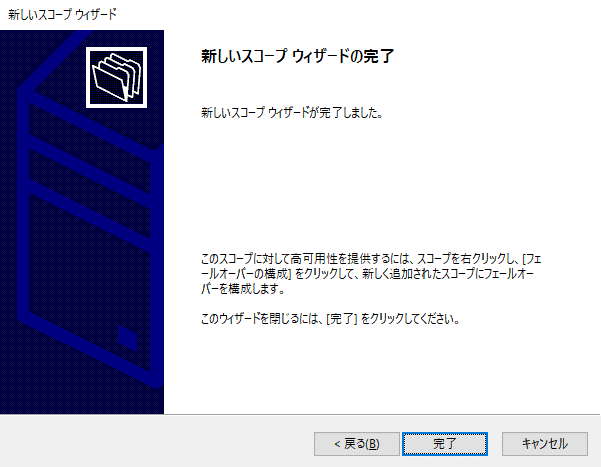 新しいスコープ ウィザード
新しいスコープ ウィザードの完了
新しいスコープ ウィザードが完了しました。
このスコープに対して高可用性を提供するには、スコープを右クリックし、[フェ
ールオーバーの構成] をクリックして、新しく追加されたスコープにフェールオー
バーを構成します。
このウィザードを閉じるには、[完了] をクリックしてください。
< 戻る(B)
完了
キャンセル